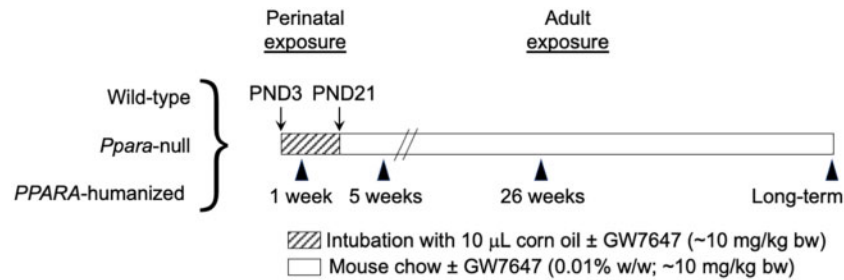 Perinatal
exposure
Adult
exposure
Wild-type
Ppara-null
PPARA-humanized
PND3 PND21
1 week 5 weeks 26 weeks Long-term
Intubation with 10 µL corn oil ± GW7647 (~10 mg/kg bw)
Mouse chow ± GW7647 (0.01% w/w; ~10 mg/kg bw)